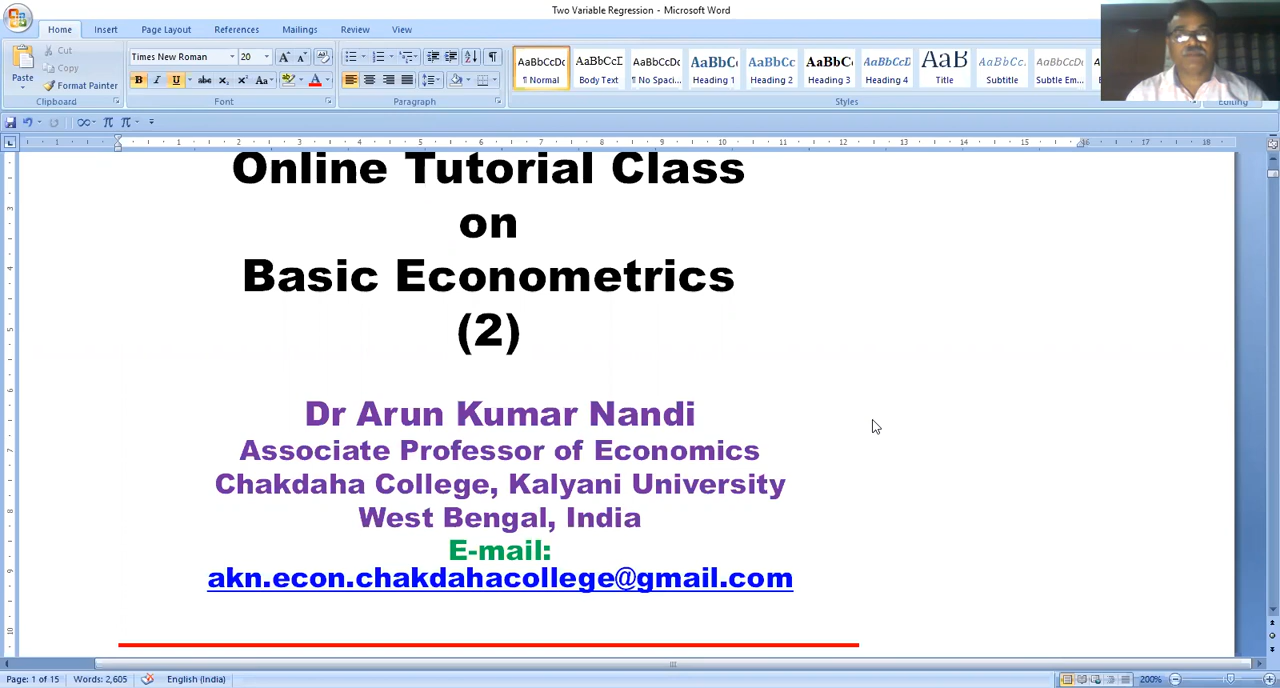 Two Variable Regression - Microsoft Word
Home Insert Page Layout References Mailings Review View
Cut
Copy
Paste
Format Painter
Clipboard
Times New Roman 20
Font
Paragraph
AaBbCcDc AaBbCcD AaBbCcDc AaBbC AaBbCc AaBbCc AaBbCcD AaB AaBbCc. AaBbCcDc
¶ Normal Body Text ¶ No Spaci... Heading 1 Heading 2 Heading 3 Heading 4 Title Subtitle Subtle Em...
Styles
Editing
Online Tutorial Class
on
Basic Econometrics
(2)
Dr Arun Kumar Nandi
Associate Professor of Economics
Chakdaha College, Kalyani University
West Bengal, India
E-mail:
akn.econ.chakdahacollege@gmail.com
Page: 1 of 15 Words: 2,605 English (India) 200%